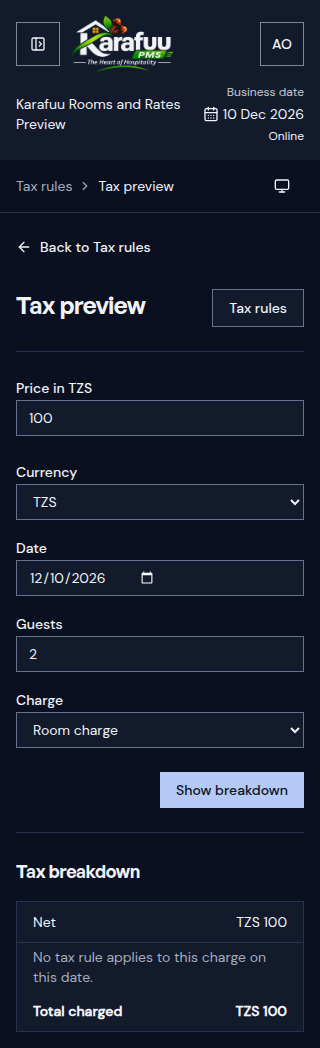 Karafuu
PMS
The Heart of Hospitality
AO
Karafuu Rooms and Rates
Preview
Business date
10 Dec 2026
Online
Tax rules
Tax preview
Back to Tax rules
Tax preview
Tax rules
Price in TZS
100
Currency
TZS
Date
12/10/2026
Guests
2
Charge
Room charge
Show breakdown
Tax breakdown
Net TZS 100
No tax rule applies to this charge on
this date.
Total charged TZS 100